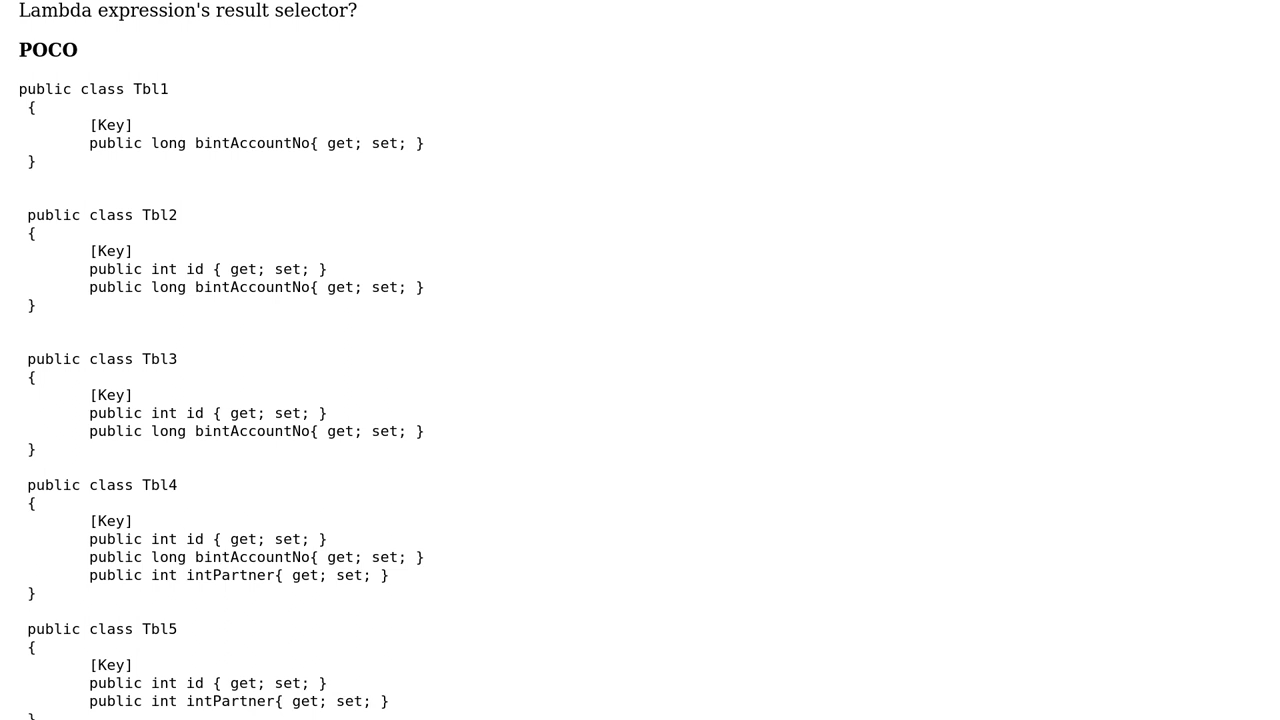 Lambda expression's result selector?
POCO
public class Tbl1
{
[Key]
public long bintAccountNo{ get; set; }
}
public class Tbl2
{
[Key]
public int id { get; set; }
public long bintAccountNo{ get; set; }
}
public class Tbl3
{
[Key]
public int id { get; set; }
public long bintAccountNo{ get; set; }
}
public class Tbl4
{
[Key]
public int id { get; set; }
public long bintAccountNo{ get; set; }
public int intPartner{ get; set; }
}
public class Tbl5
{
[Key]
public int id { get; set; }
public int intPartner{ get; set; }
}